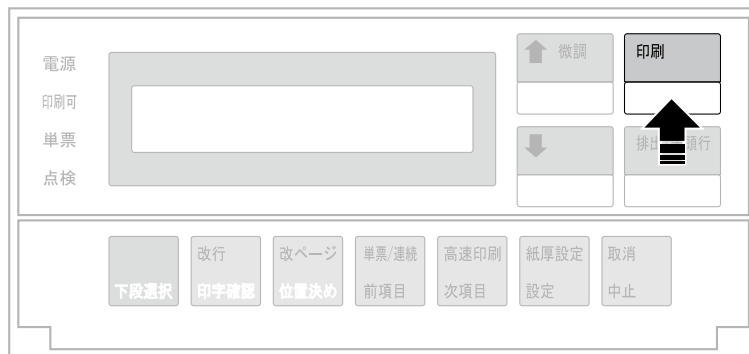 電源
印刷可
単票
点検
微調
印刷
排出 頭行
下段選択
改行
印字確認
改ページ
位置決め
単票/連続
前項目
高速印刷
次項目
紙厚設定
設定
取消
中止